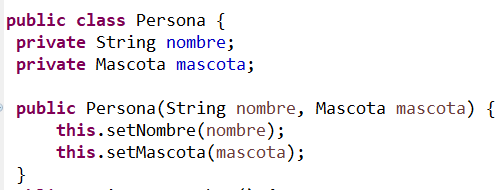 public class Persona {
private String nombre;
private Mascota mascota;
public Persona(String nombre, Mascota mascota) {
this.setNombre(nombre);
this.setMascota(mascota);
}